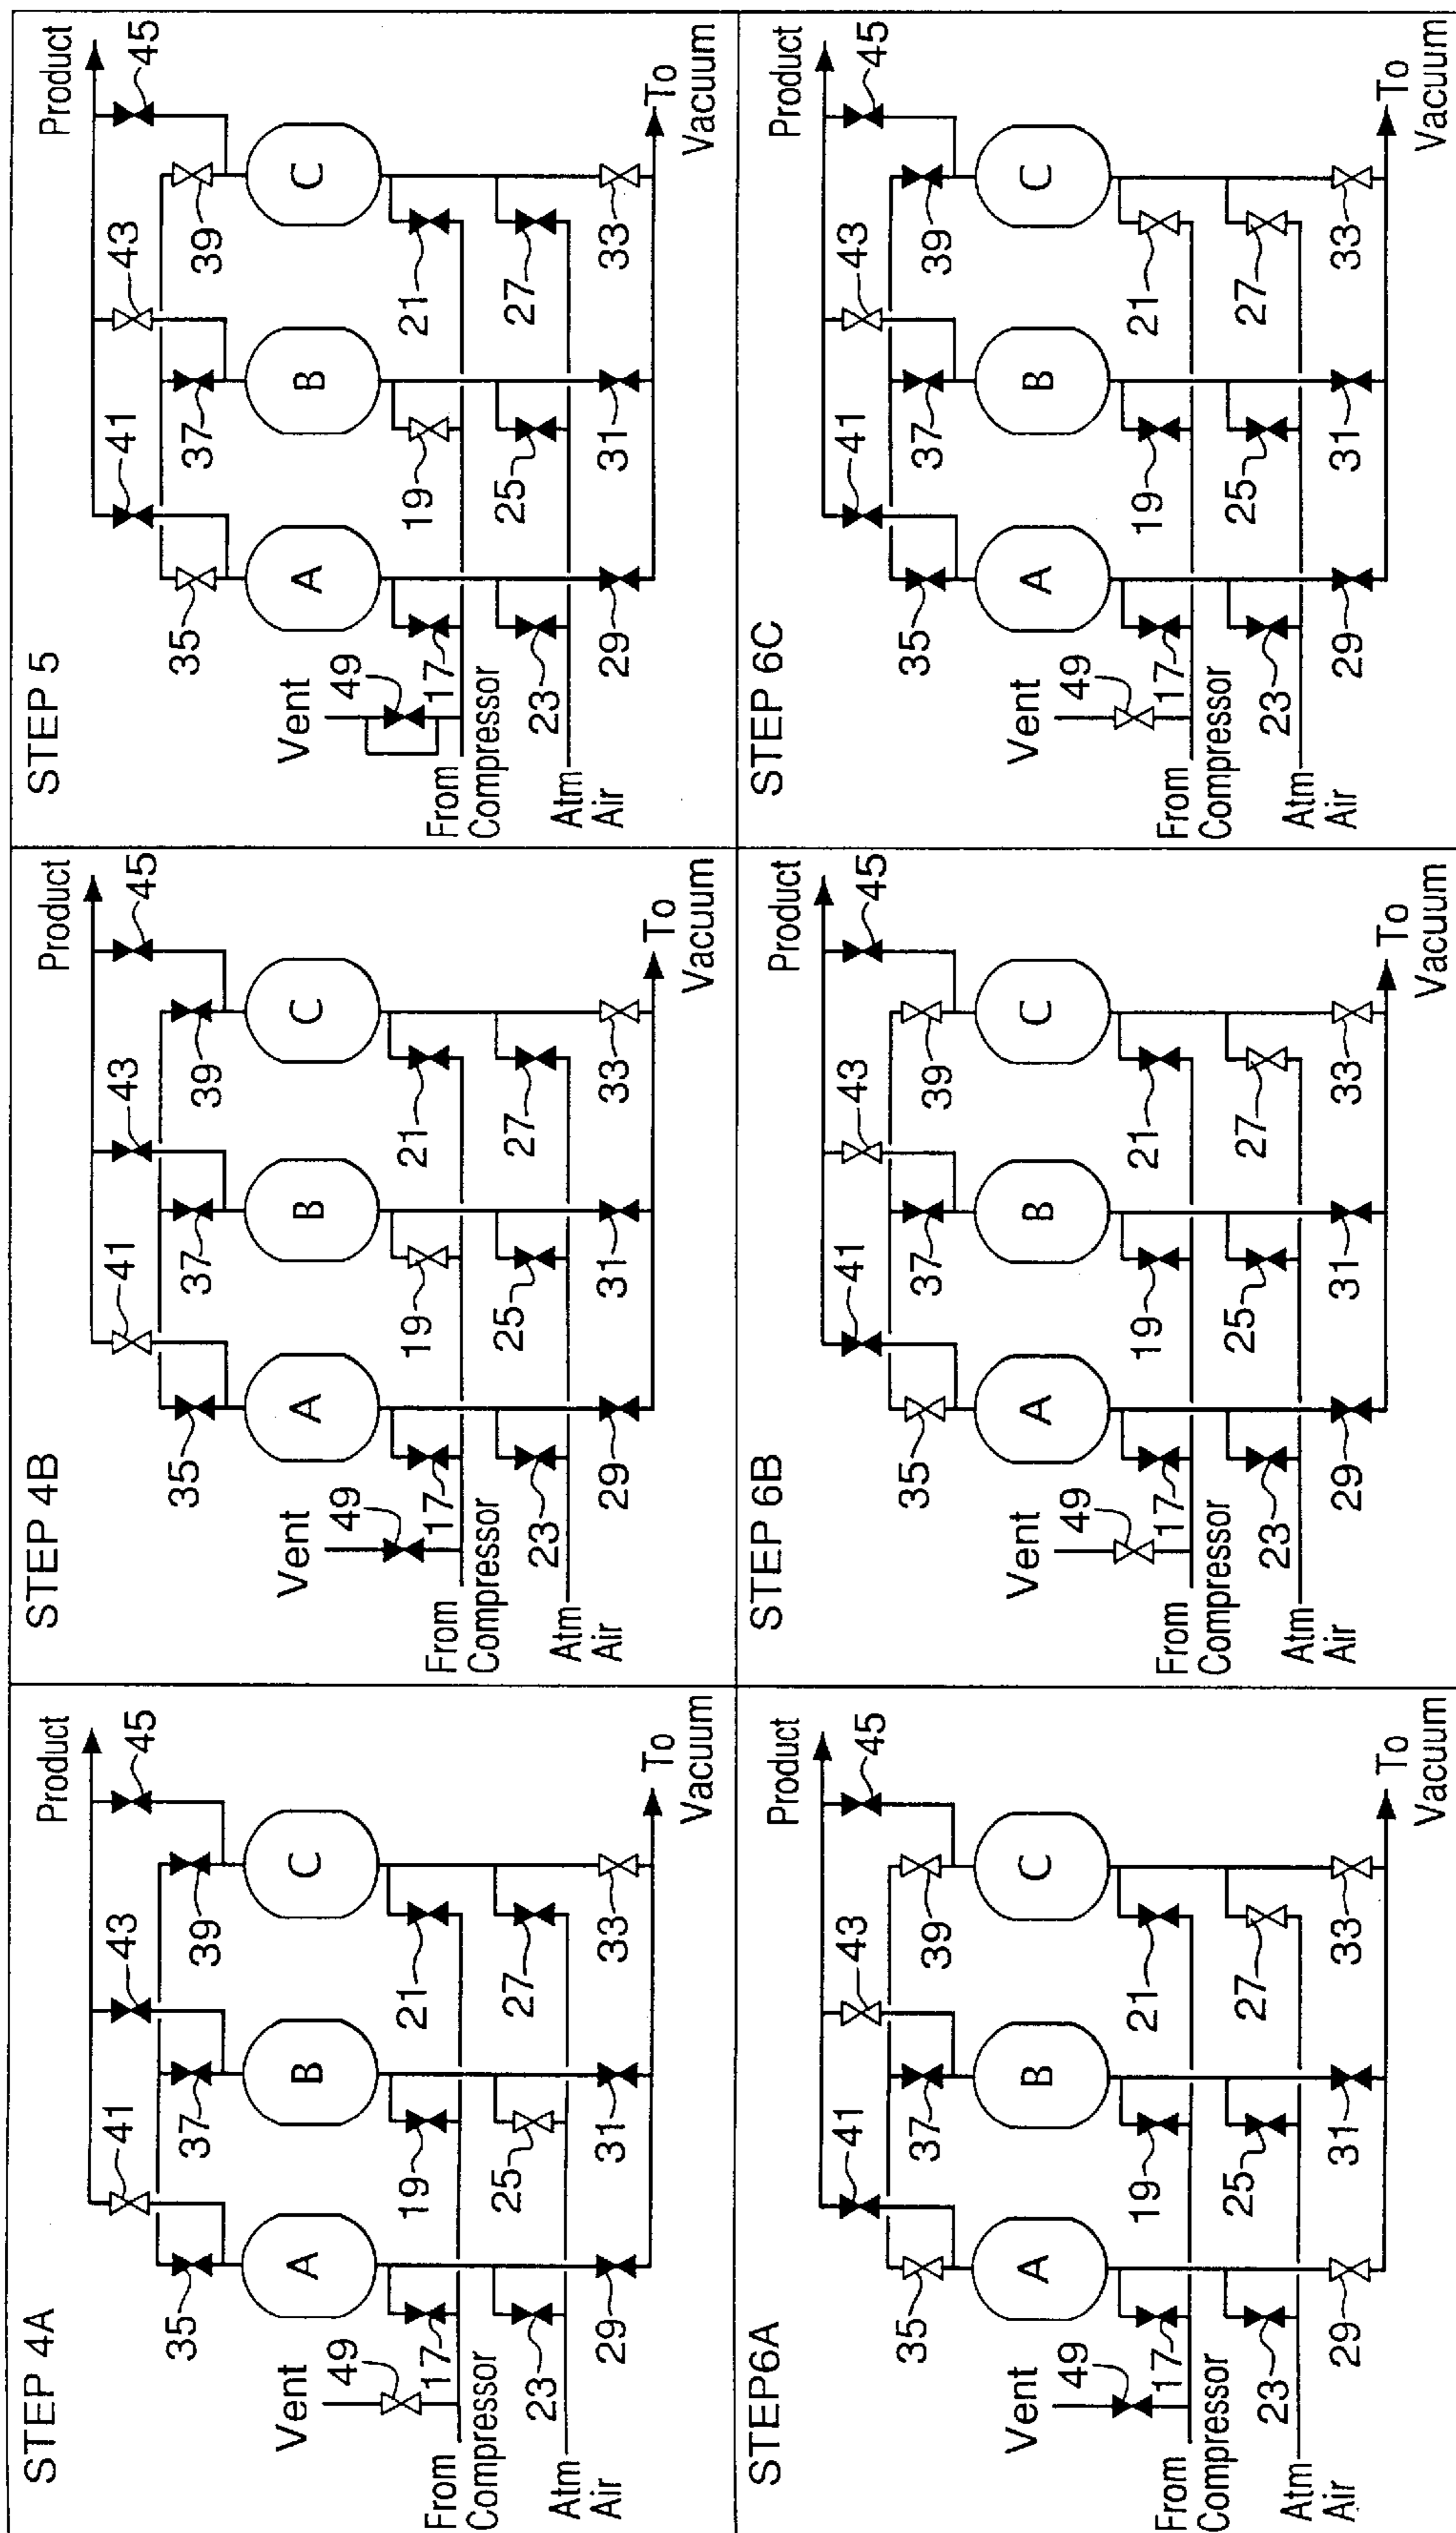 STEP 4A
Product
45
43
41
39
37
35
A
B
C
Vent
49
17
19
21
From
Compressor
23
25
27
Atm
Air
29
31
33
To
Vacuum
STEP 4B
Product
45
43
41
39
37
35
A
B
C
Vent
49
17
19
21
From
Compressor
23
25
27
Atm
Air
29
31
33
To
Vacuum
STEP 5
Product
45
43
41
39
37
35
A
B
C
Vent
49
17
19
21
From
Compressor
23
25
27
Atm
Air
29
31
33
To
Vacuum
STEP6A
Product
45
43
41
39
37
35
A
B
C
Vent
49
17
19
21
From
Compressor
23
25
27
Atm
Air
29
31
33
To
Vacuum
STEP 6B
Product
45
43
41
39
37
35
A
B
C
Vent
49
17
19
21
From
Compressor
23
25
27
Atm
Air
29
31
33
To
Vacuum
STEP 6C
Product
45
43
41
39
37
35
A
B
C
Vent
49
17
19
21
From
Compressor
23
25
27
Atm
Air
29
31
33
To
Vacuum